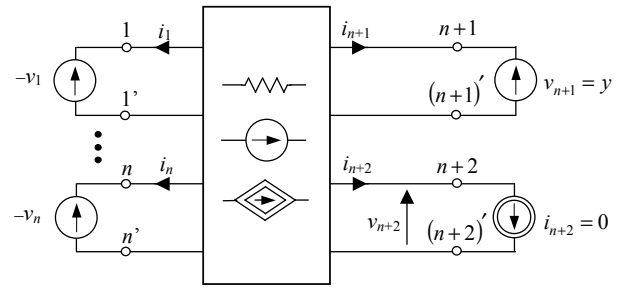 1
i₁
iₙ₊₁
n+1
–v₁
1'
(n+1)′
vₙ₊₁ = y
n
iₙ
iₙ₊₂
n+2
–vₙ
vₙ₊₂
n'
(n+2)′
iₙ₊₂ = 0